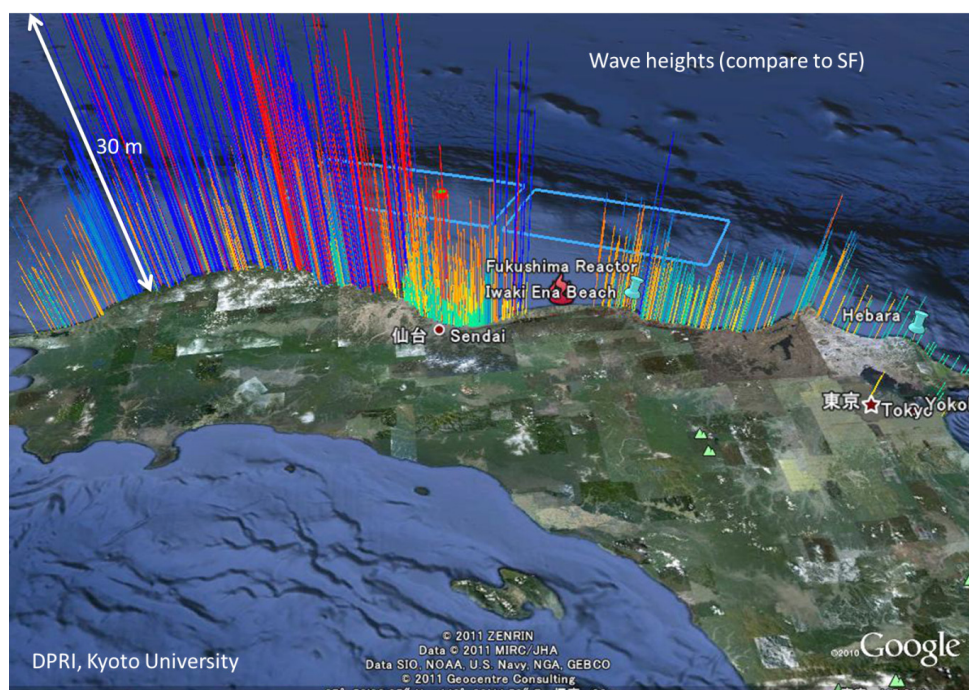 Wave heights (compare to SF)
30 m
Fukushima Reactor
Iwaki Ena Beach
Hebara
仙台 Sendai
東京 Tokyo Yoko
© 2011 ZENRIN
Data © 2011 MIRC/JHA
Data SIO, NOAA, U.S. Navy, NGA, GEBCO
© 2011 Geocentre Consulting
©2010 Google
DPRI, Kyoto University